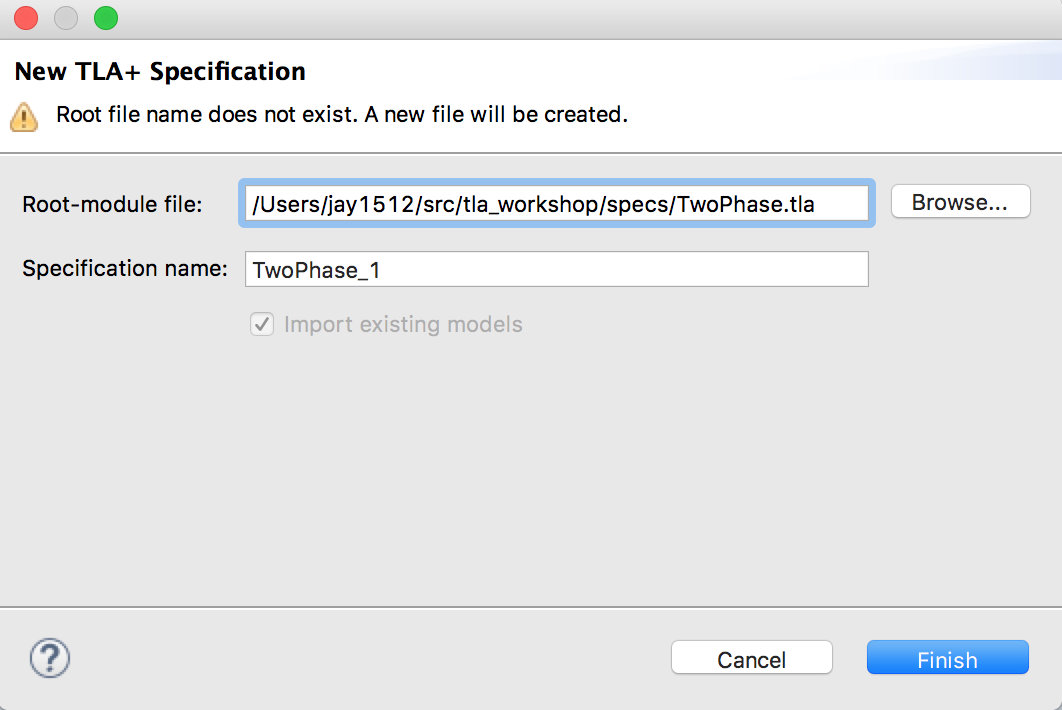 New TLA+ Specification
Root file name does not exist. A new file will be created.
Root-module file: /Users/jay1512/src/tla_workshop/specs/TwoPhase.tla Browse...
Specification name: TwoPhase_1
Import existing models
? Cancel Finish